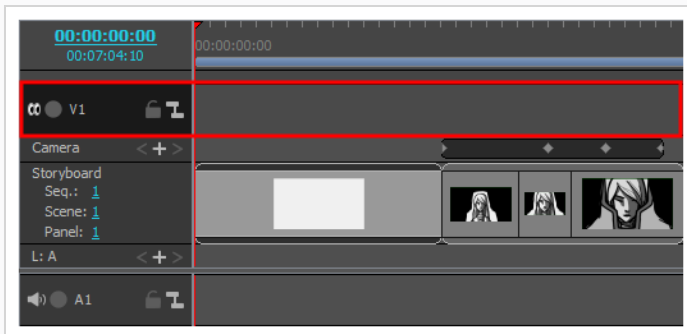 00:00:00:00
00:07:04:10
00:00:00:00
V1
Camera
Storyboard
Seq.: 1
Scene: 1
Panel: 1
L: A
A1